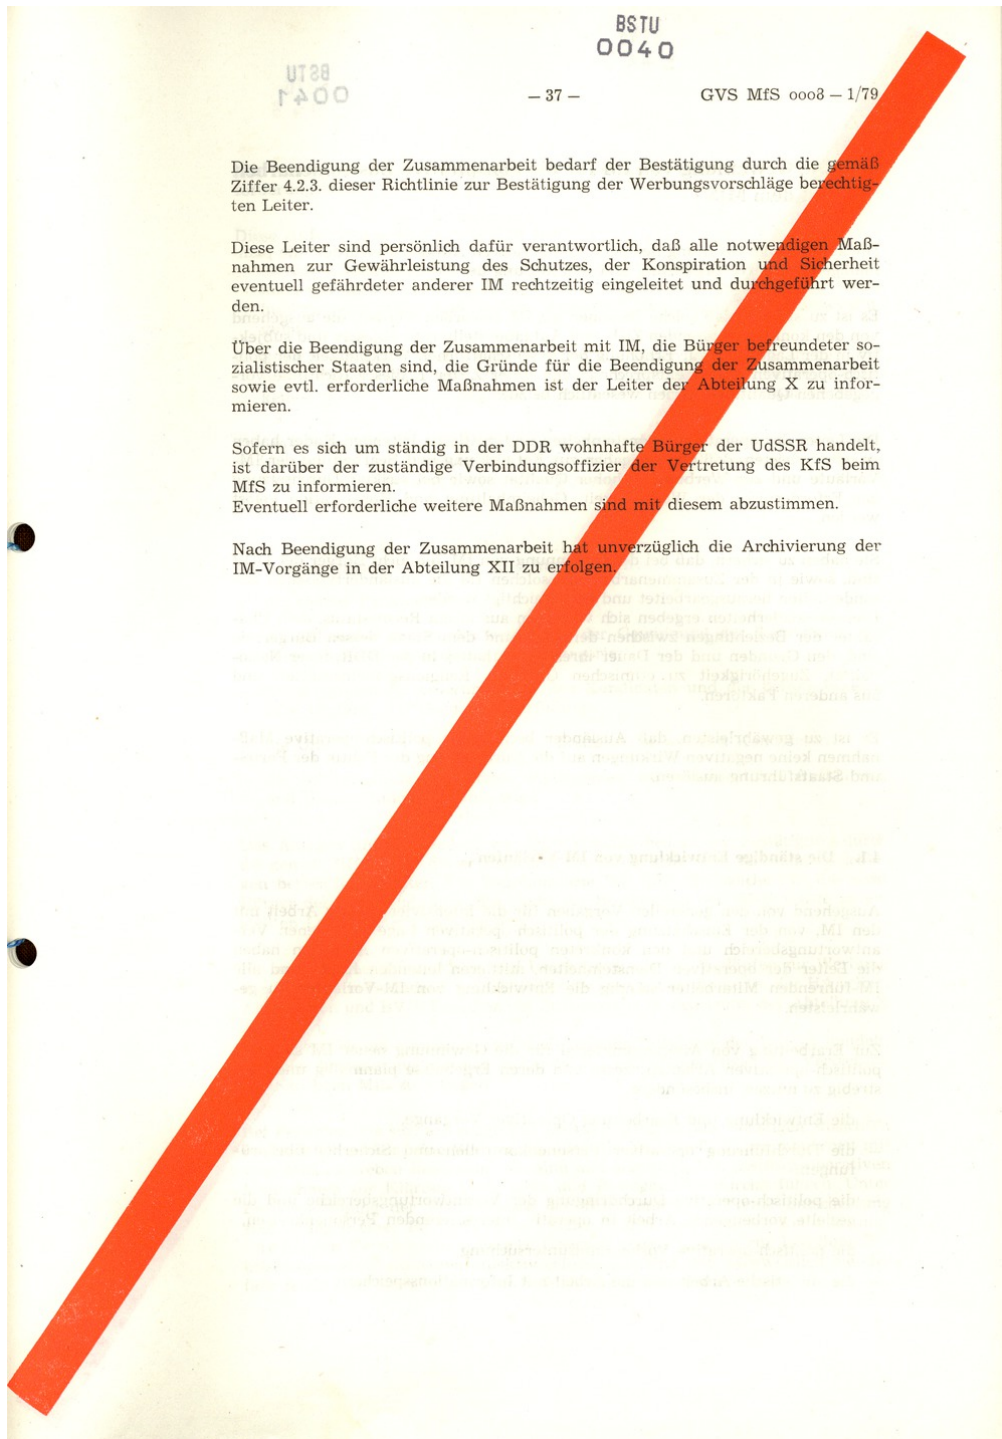 BSTU
0040
— 37 —
GVS MfS ooo8 — 1/79
Die Beendigung der Zusammenarbeit bedarf der Bestätigung durch die gemäß
Ziffer 4.2.3. dieser Richtlinie zur Bestätigung der Werbungsvorschläge berechtig-
ten Leiter.
Diese Leiter sind persönlich dafür verantwortlich, daß alle notwendigen Maß-
nahmen zur Gewährleistung des Schutzes, der Konspiration und Sicherheit
eventuell gefährdeter anderer IM rechtzeitig eingeleitet und durchgeführt wer-
den.
Über die Beendigung der Zusammenarbeit mit IM, die Bürger befreundeter so-
zialistischer Staaten sind, die Gründe für die Beendigung der Zusammenarbeit
sowie evtl. erforderliche Maßnahmen ist der Leiter der Abteilung X zu infor-
mieren.
Sofern es sich um ständig in der DDR wohnhafte Bürger der UdSSR handelt,
ist darüber der zuständige Verbindungsoffizier der Vertretung des KfS beim
MfS zu informieren.
Eventuell erforderliche weitere Maßnahmen sind mit diesem abzustimmen.
Nach Beendigung der Zusammenarbeit hat unverzüglich die Archivierung der
IM-Vorgänge in der Abteilung XII zu erfolgen.